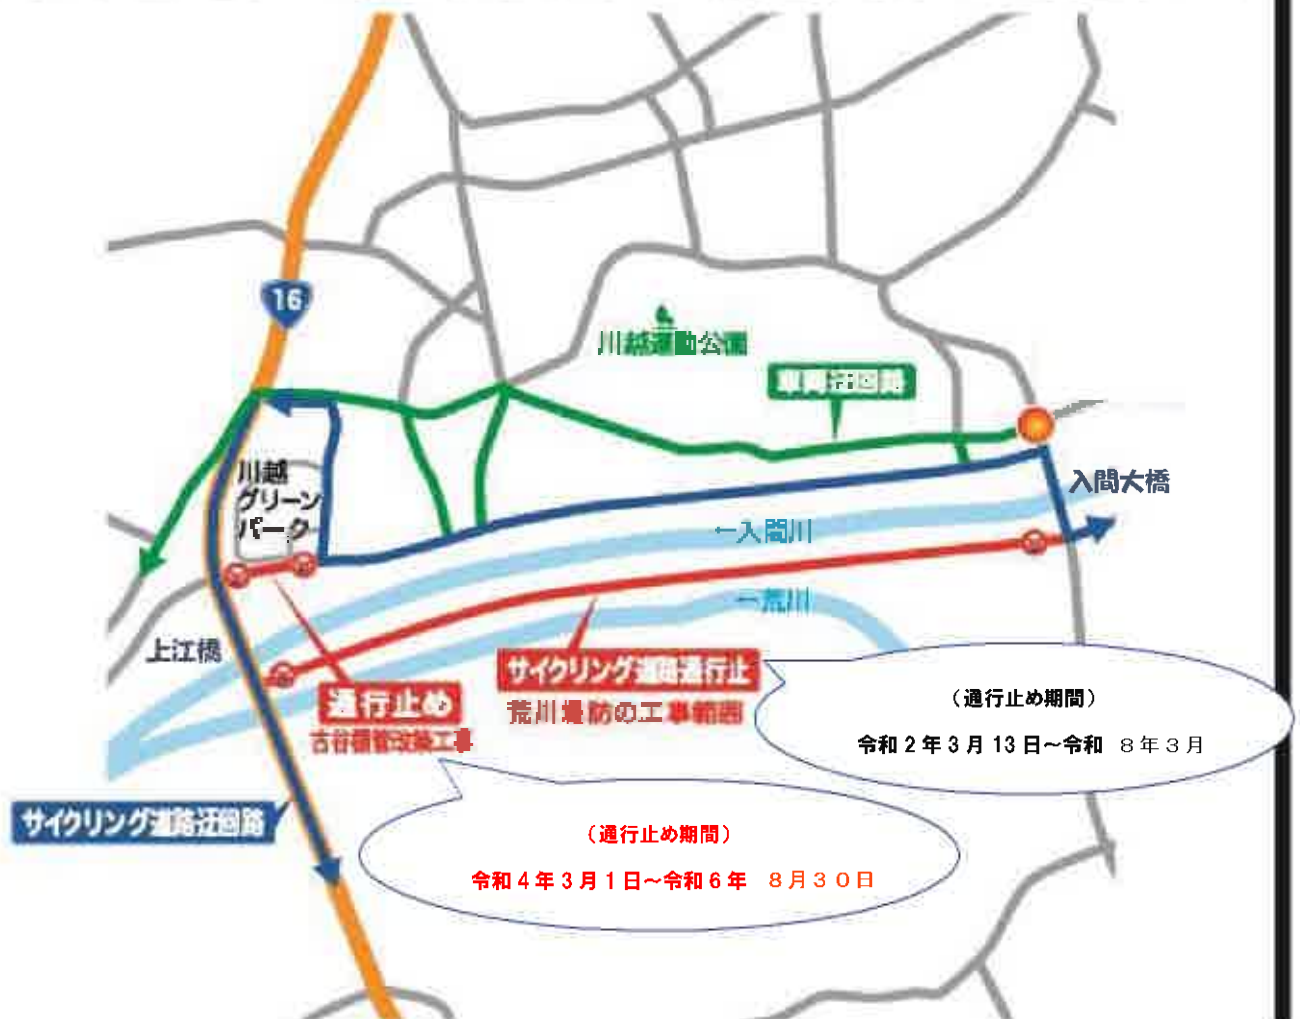 16
川越運動公園
車両迂回路
川越
グリーン
パーク
入間大橋
←入間川
←荒川
上江橋
サイクリング道路通行止
荒川堤防の工事範囲
通行止め
古谷樋管改築工事
(通行止め期間)
令和2年3月13日~令和 8年3月
サイクリング道路迂回路
(通行止め期間)
令和4年3月1日~令和6年 8月30日